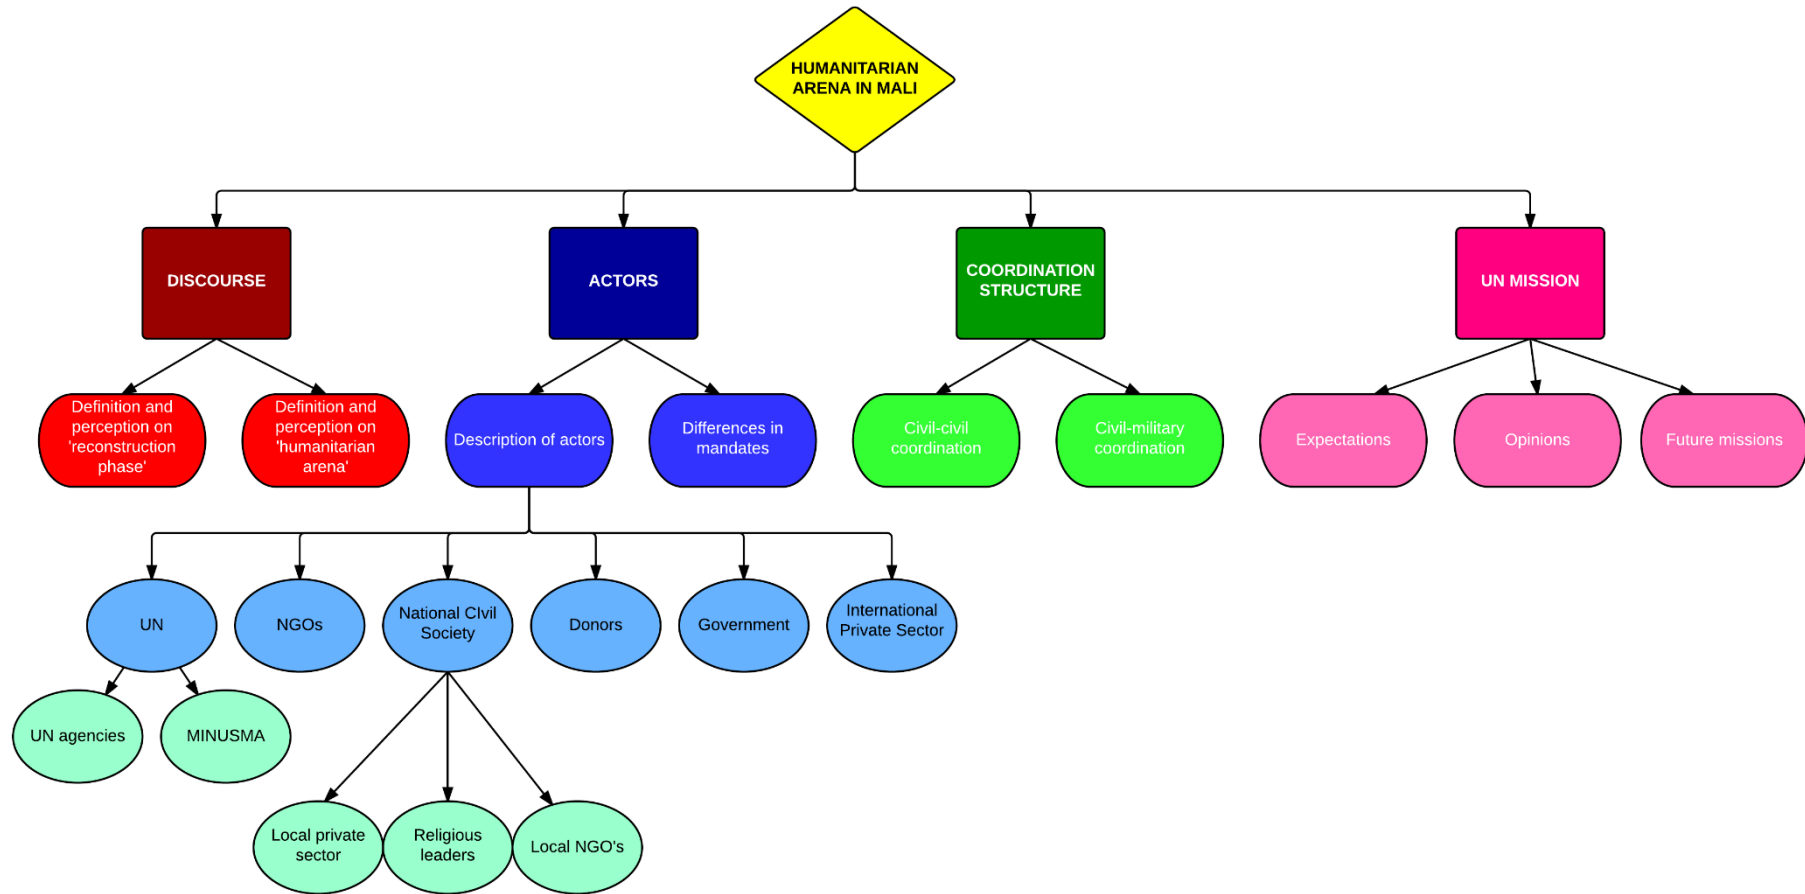 HUMANITARIAN
ARENA IN MALI
DISCOURSE
ACTORS
COORDINATION
STRUCTURE
UN MISSION
Definition and
perception on
'reconstruction
phase'
Definition and
perception on
'humanitarian
arena'
Description of actors
Differences in
mandates
Civil-civil
coordination
Civil-military
coordination
Expectations
Opinions
Future missions
UN
NGOs
National CIvil
Society
Donors
Government
International
Private Sector
UN agencies
MINUSMA
Local private
sector
Religious
leaders
Local NGO's